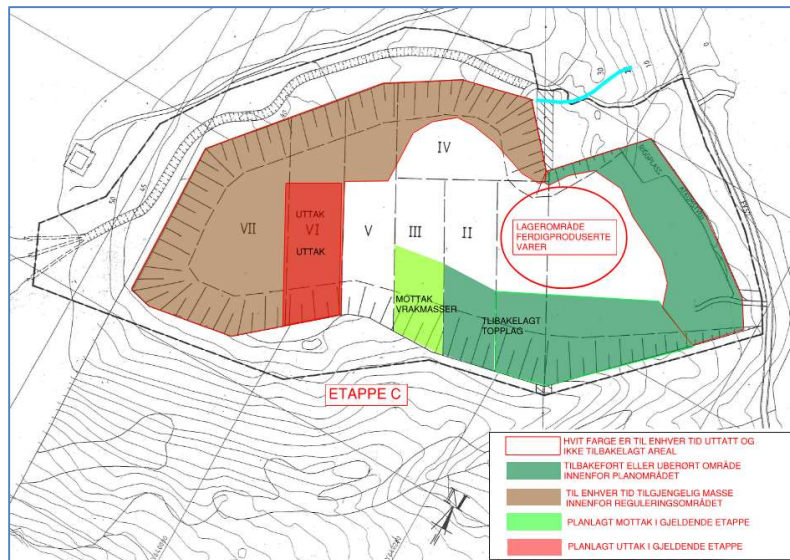 IV
VII
UTTAK
VI
UTTAK
V
III
II
LAGEROMRÅDE
FERDIGPRODUSERTE
VARER
MOTTAK
VRAKMASSER
TLIBAKELAGT
TOPPLAG
ETAPPE C
HVIT FARGE ER TIL ENHVER TID UTTATT OG
IKKE TILBAKELAGT AREAL
TILBAKEFØRT ELLER UBERØRT OMRÅDE
INNENFOR PLANOMRÅDET
TIL ENHVER TID TILGJENGELIG MASSE
INNENFOR REGULERINGSOMRÅDET
PLANLAGT MOTTAK I GJELDENDE ETAPPE
PLANLAGT UTTAK I GJELDENDE ETAPPE